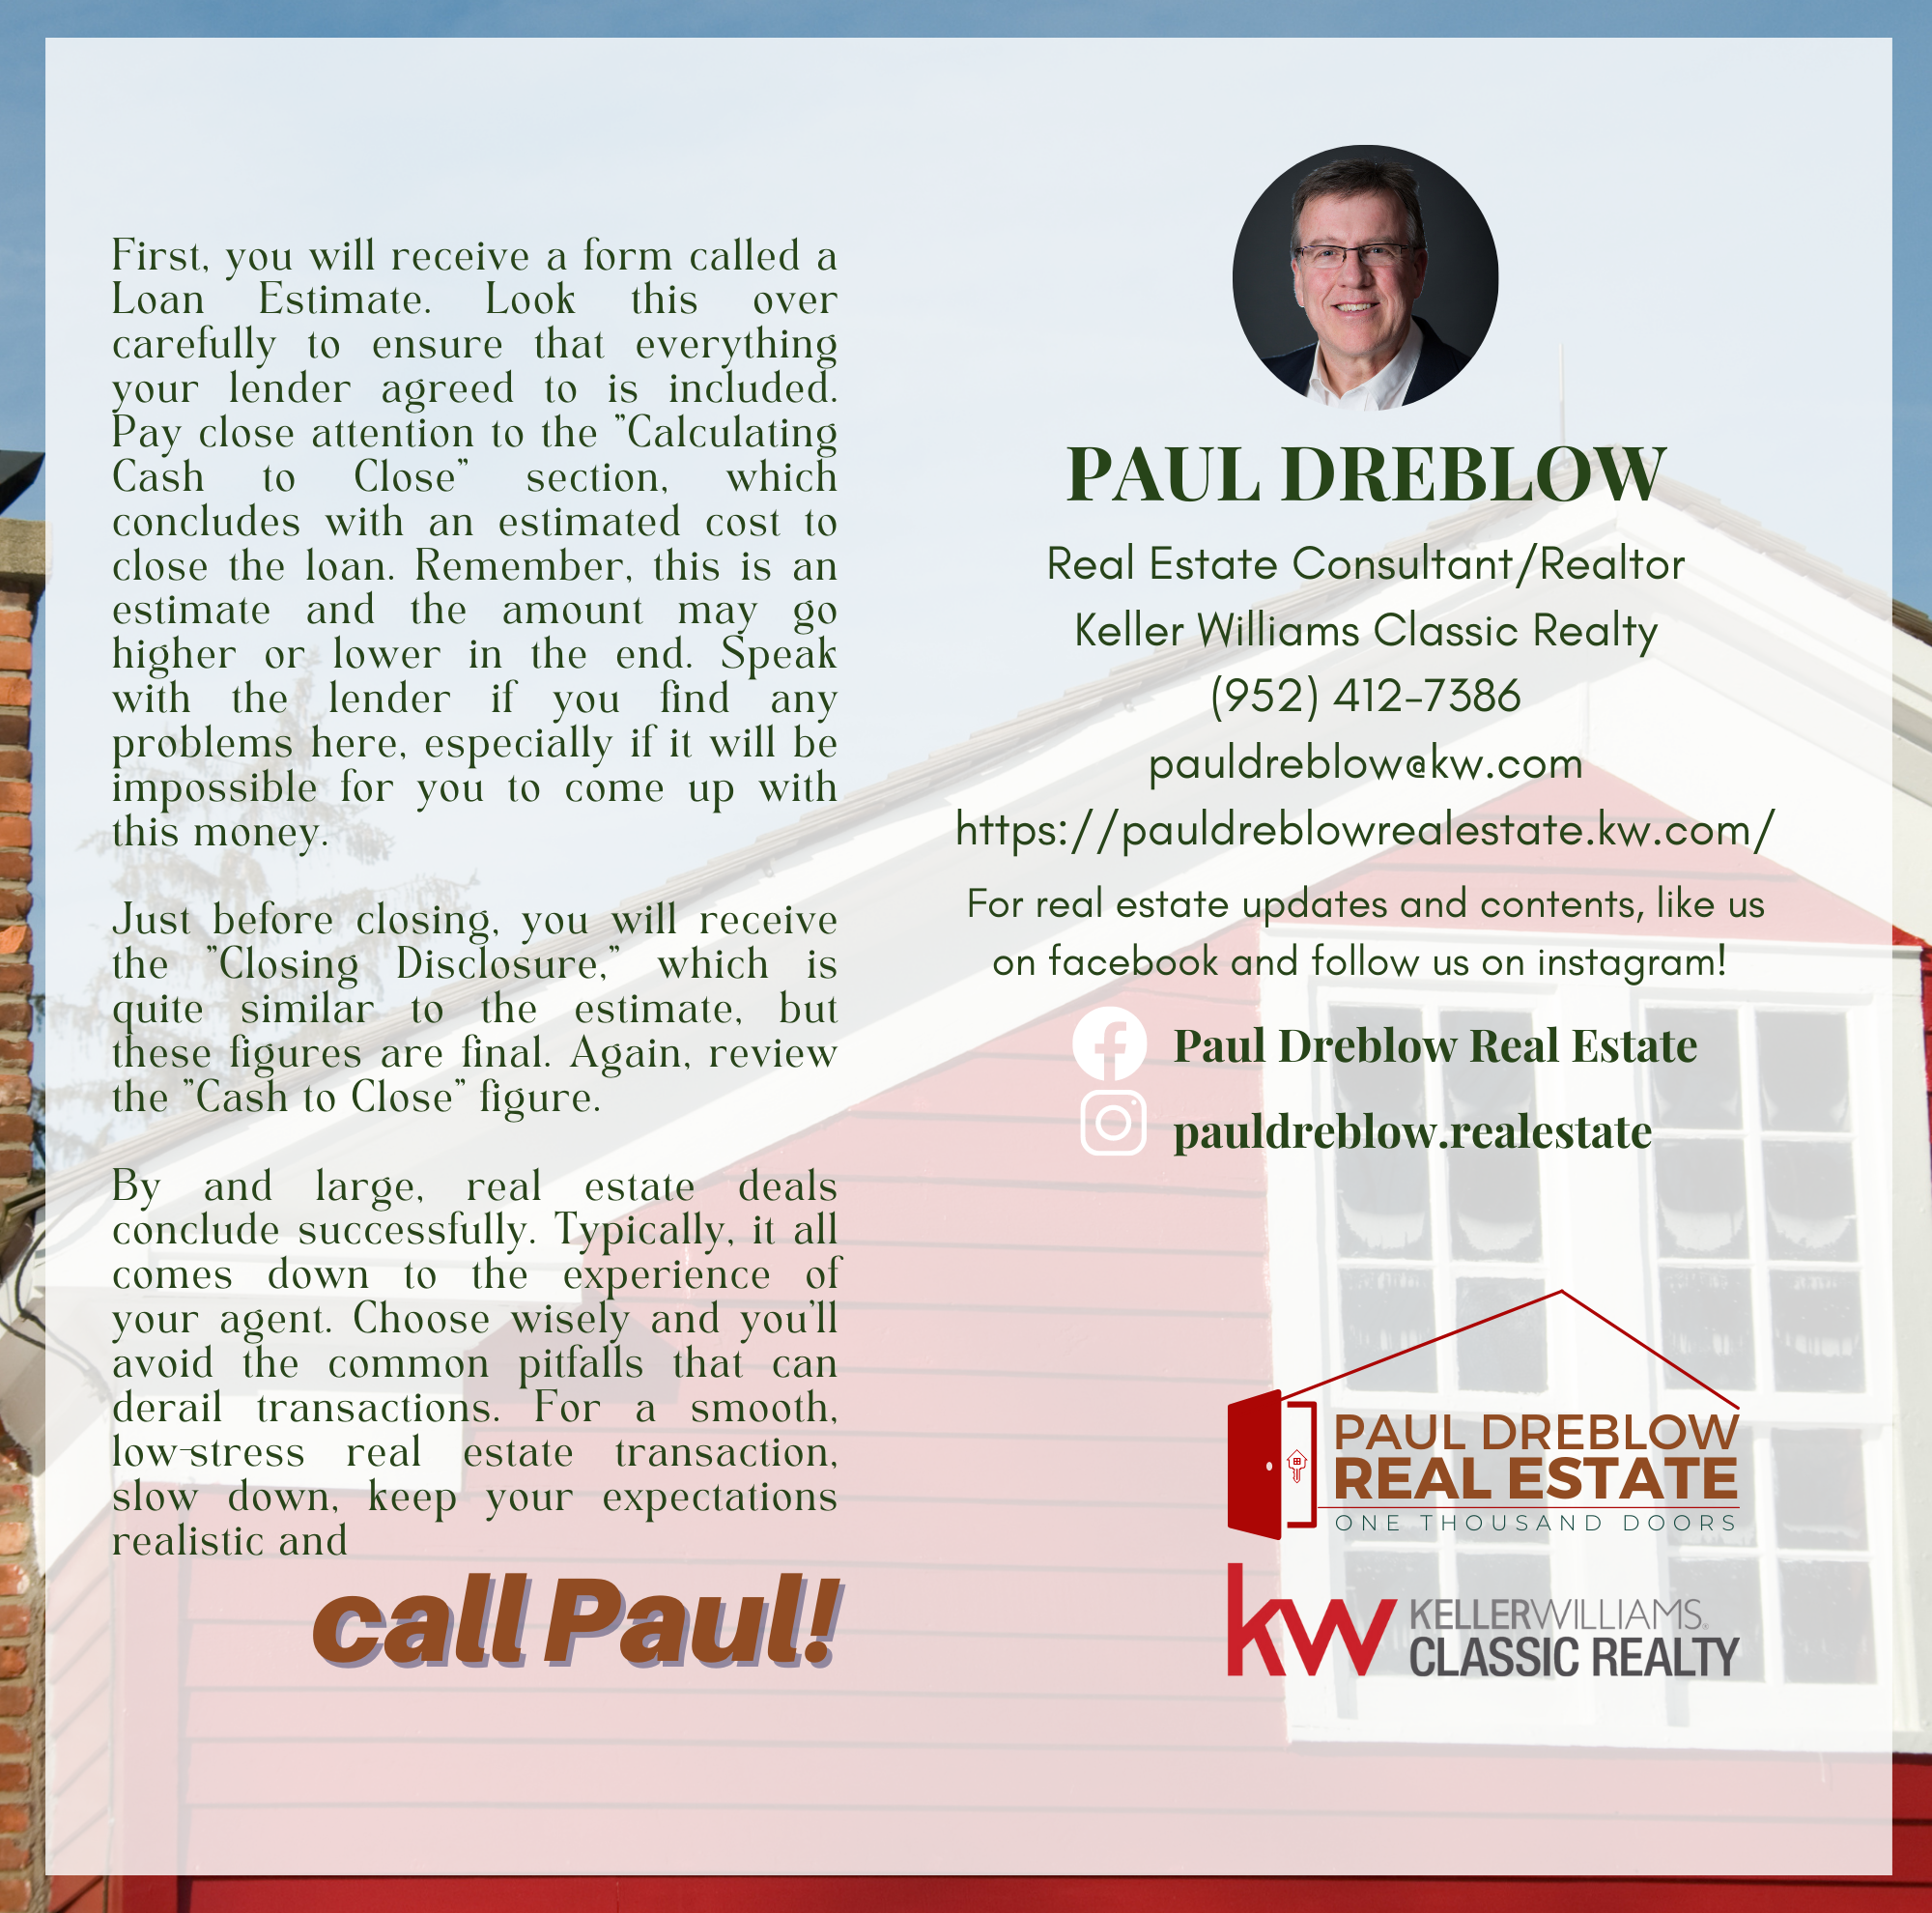 First, you will receive a form called a
Loan Estimate. Look this over
carefully to ensure that everything
your lender agreed to is included.
Pay close attention to the "Calculating
Cash to Close" section, which
concludes with an estimated cost to
close the loan. Remember, this is an
estimate and the amount may go
higher or lower in the end. Speak
with the lender if you find any
problems here, especially if it will be
impossible for you to come up with
this money.
Just before closing, you will receive
the "Closing Disclosure," which is
quite similar to the estimate, but
these figures are final. Again, review
the "Cash to Close" figure.
By and large, real estate deals
conclude successfully. Typically, it all
comes down to the experience of
your agent. Choose wisely and you'll
avoid the common pitfalls that can
derail transactions. For a smooth,
low-stress real estate transaction,
slow down, keep your expectations
realistic and
call Paul!
PAUL DREBLOW
Real Estate Consultant/Realtor
Keller Williams Classic Realty
(952) 412-7386
pauldreblow@kw.com
https://pauldreblowrealestate.kw.com/
For real estate updates and contents, like us
on facebook and follow us on instagram!
Paul Dreblow Real Estate
pauldreblow.realestate
PAUL DREBLOW
REAL ESTATE
ONE THOUSAND DOORS
kw KELLERWILLIAMS.
CLASSIC REALTY